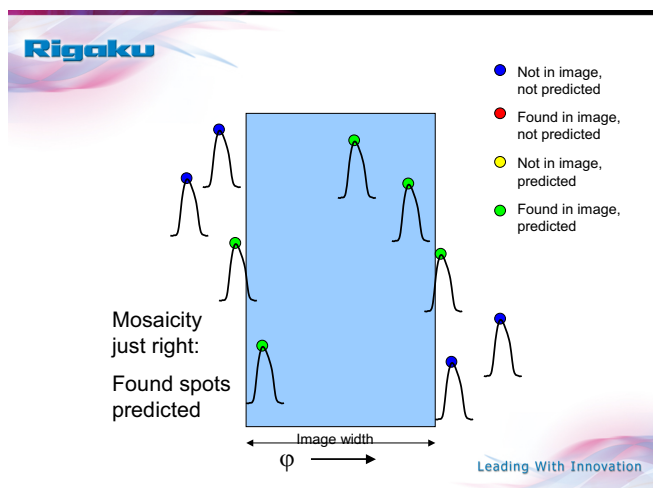 Rigaku
Not in image,
not predicted
Found in image,
not predicted
Not in image,
predicted
Found in image,
predicted
Mosaicity
just right:
Found spots
predicted
Image width
φ
Leading With Innovation